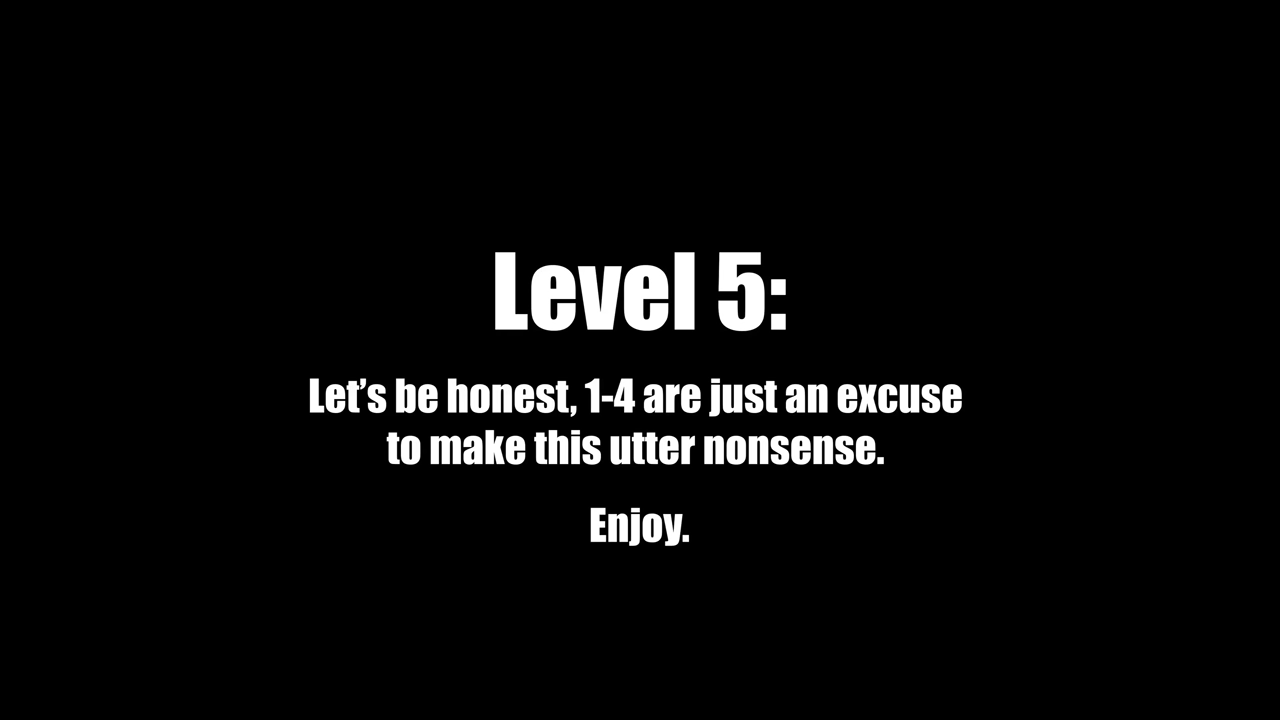 Level 5:
Let’s be honest, 1-4 are just an excuse
to make this utter nonsense.
Enjoy.